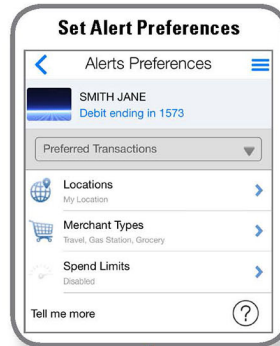 Set Alert Preferences
Alerts Preferences
SMITH JANE
Debit ending in 1573
Preferred Transactions
Locations
My Location
Merchant Types
Travel, Gas Station, Grocery
Spend Limits
Disabled
Tell me more
?